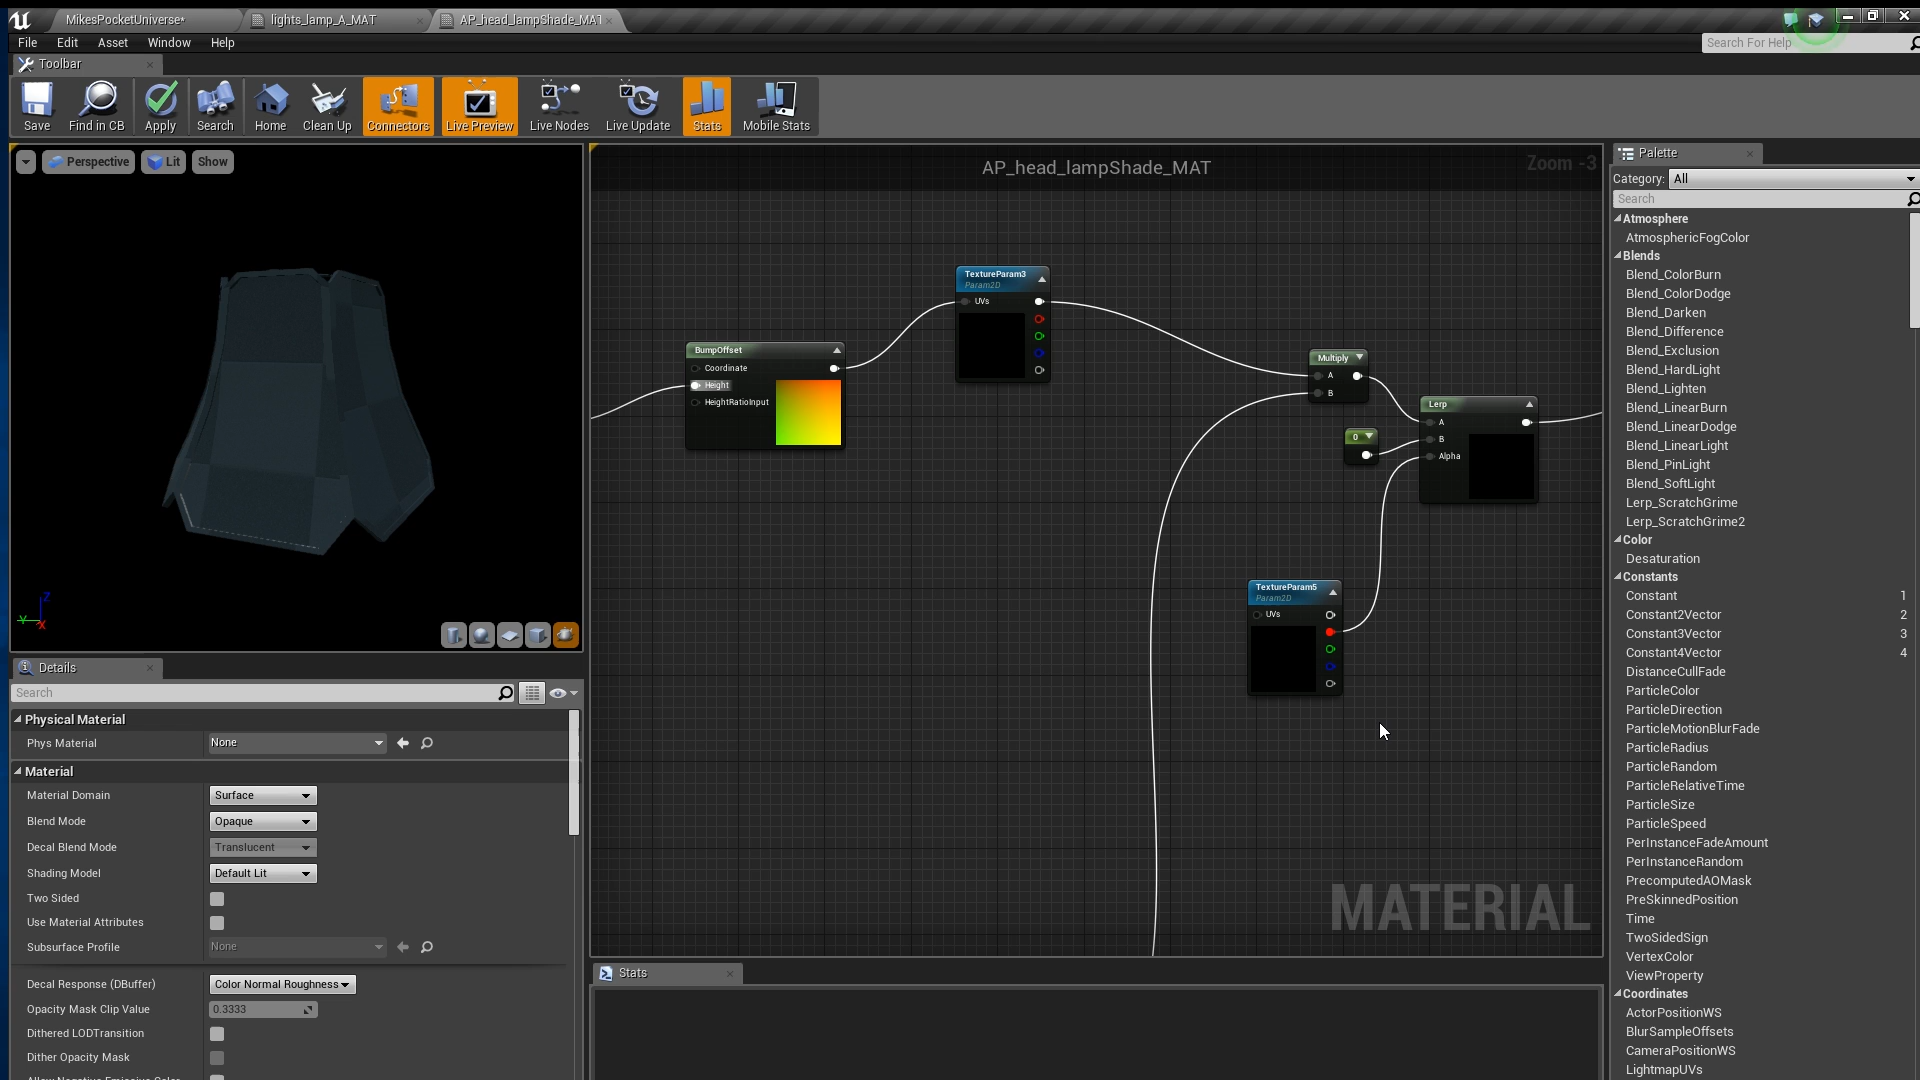 MikesPocketUniverse*
lights_lamp_A_MAT
AP_head_lampShade_MAT
File Edit Asset Window Help
Search For Help
Toolbar
Save
Find in CB
Apply
Search
Home
Clean Up
Connectors
Live Preview
Live Nodes
Live Update
Stats
Mobile Stats
Perspective
Lit
Show
Z
Y
X
AP_head_lampShade_MAT
Zoom -3
TextureParam3
Param2D
UVs
BumpOffset
Coordinate
Height
HeightRatioInput
Multiply
A
B
0
Lerp
A
B
Alpha
TextureParam5
Param2D
UVs
MATERIAL
Stats
Details
Search
Physical Material
Phys Material None
Material
Material Domain Surface
Blend Mode Opaque
Decal Blend Mode Translucent
Shading Model Default Lit
Two Sided
Use Material Attributes
Subsurface Profile None
Decal Response (DBuffer) Color Normal Roughness
Opacity Mask Clip Value 0.3333
Dithered LODTransition
Dither Opacity Mask
Palette
Category: All
Search
Atmosphere
AtmosphericFogColor
Blends
Blend_ColorBurn
Blend_ColorDodge
Blend_Darken
Blend_Difference
Blend_Exclusion
Blend_HardLight
Blend_Lighten
Blend_LinearBurn
Blend_LinearDodge
Blend_LinearLight
Blend_PinLight
Blend_SoftLight
Lerp_ScratchGrime
Lerp_ScratchGrime2
Color
Desaturation
Constants
Constant 1
Constant2Vector 2
Constant3Vector 3
Constant4Vector 4
DistanceCullFade
ParticleColor
ParticleDirection
ParticleMotionBlurFade
ParticleRadius
ParticleRandom
ParticleRelativeTime
ParticleSize
ParticleSpeed
PerInstanceFadeAmount
PerInstanceRandom
PrecomputedAOMask
PreSkinnedPosition
Time
TwoSidedSign
VertexColor
ViewProperty
Coordinates
ActorPositionWS
BlurSampleOffsets
CameraPositionWS
LightmapUVs